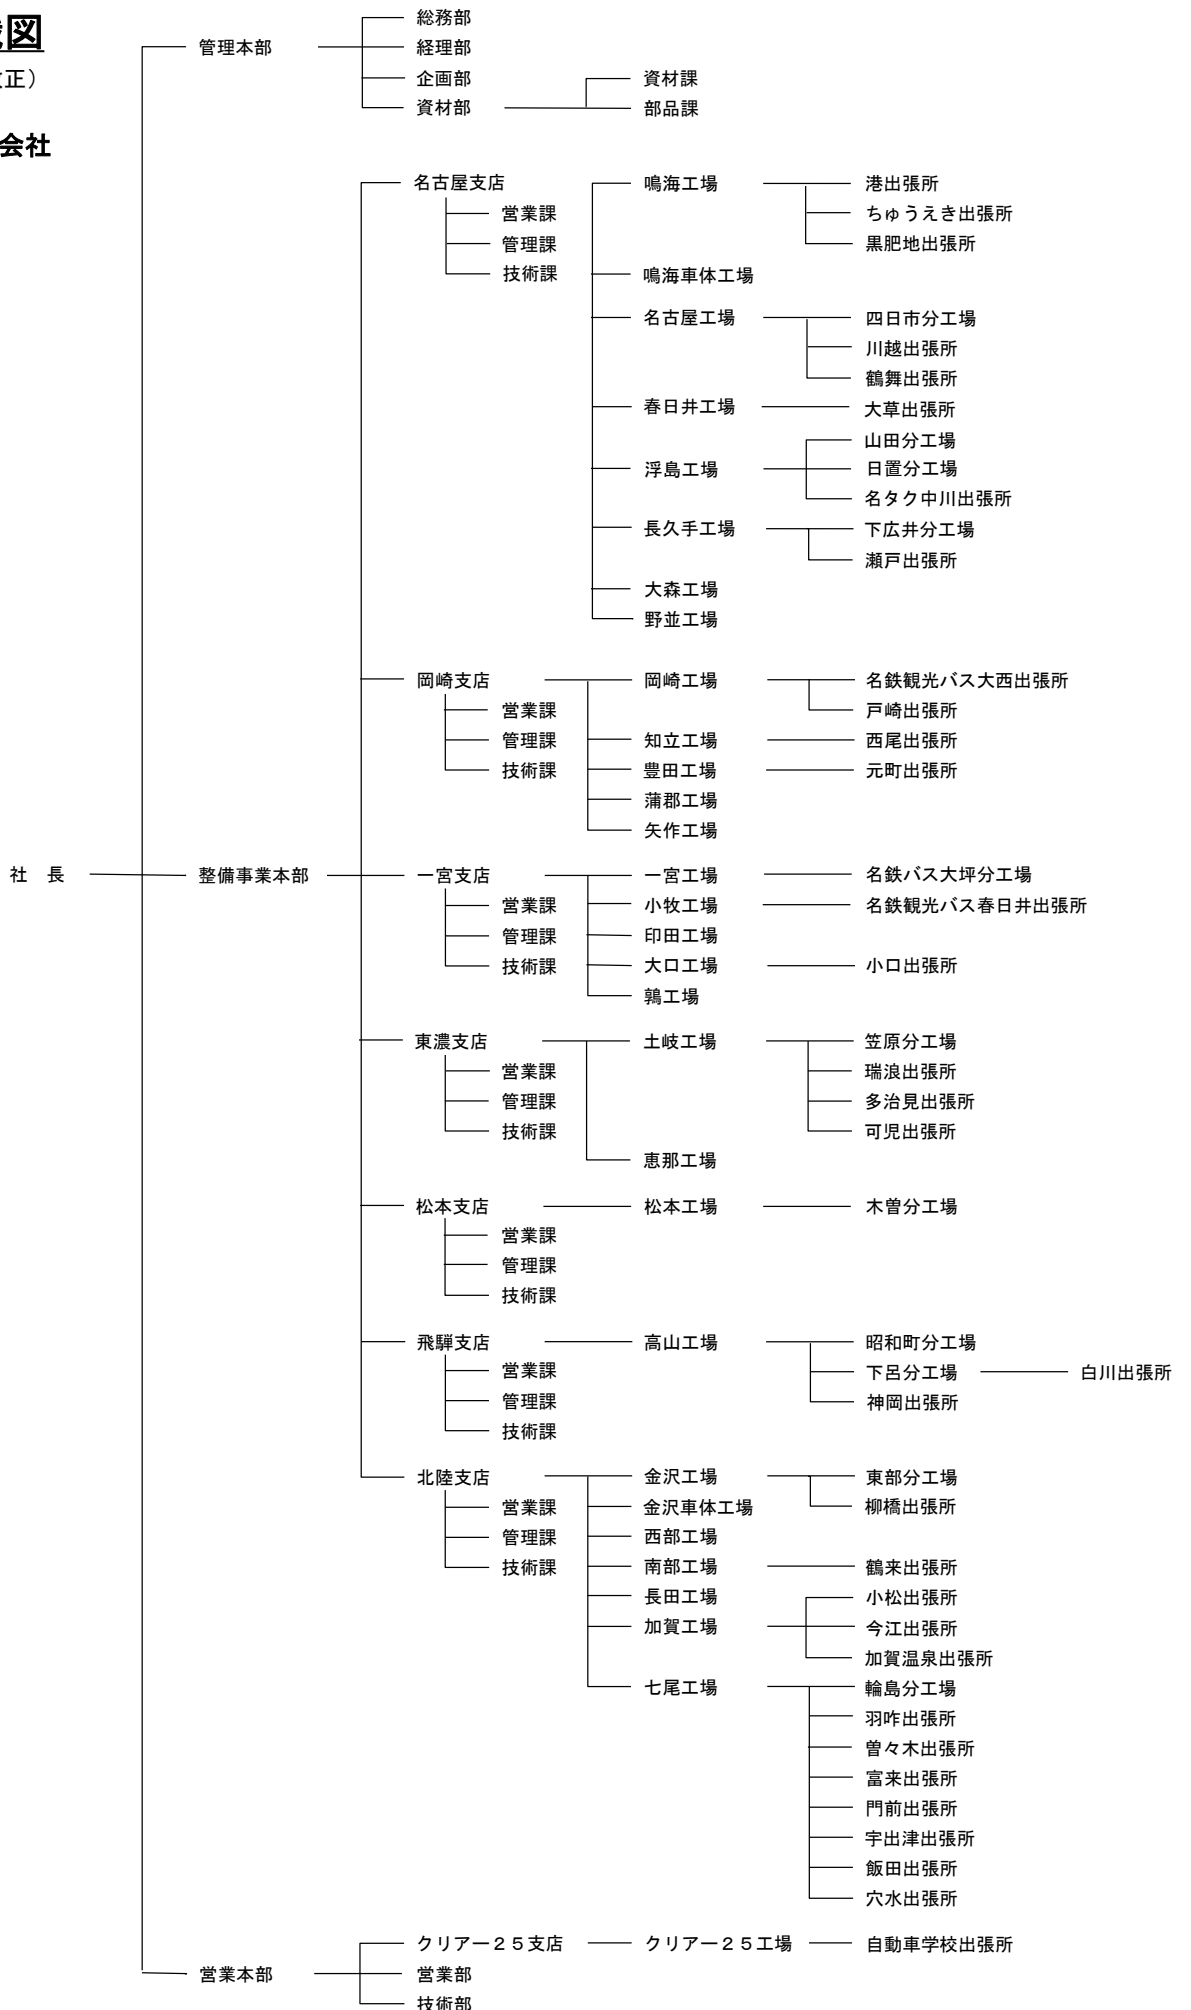 図
正）
会社
総務部
管理本部
経理部
企画部
資材部
資材課
部品課
名古屋支店 鳴海工場 港出張所
営業課 ちゅうえき出張所
管理課 黒肥地出張所
技術課 鳴海車体工場
名古屋工場 四日市分工場
川越出張所
鶴舞出張所
春日井工場 大草出張所
山田分工場
浮島工場 日置分工場
名タク中川出張所
長久手工場 下広井分工場
瀬戸出張所
大森工場
野並工場
岡崎支店 岡崎工場 名鉄観光バス大西出張所
営業課 戸崎出張所
管理課 知立工場 西尾出張所
技術課 豊田工場 元町出張所
蒲郡工場
矢作工場
社　長 整備事業本部 一宮支店 一宮工場 名鉄バス大坪分工場
営業課 小牧工場 名鉄観光バス春日井出張所
管理課 印田工場
技術課 大口工場 小口出張所
鶉工場
東濃支店 土岐工場 笠原分工場
営業課 瑞浪出張所
管理課 多治見出張所
技術課 可児出張所
恵那工場
松本支店 松本工場 木曽分工場
営業課
管理課
技術課
飛騨支店 高山工場 昭和町分工場
営業課 下呂分工場 白川出張所
管理課 神岡出張所
技術課
北陸支店 金沢工場 東部分工場
営業課 金沢車体工場 柳橋出張所
管理課 西部工場
技術課 南部工場 鶴来出張所
長田工場 小松出張所
加賀工場 今江出張所
加賀温泉出張所
七尾工場 輪島分工場
羽咋出張所
曽々木出張所
富来出張所
門前出張所
宇出津出張所
飯田出張所
穴水出張所
クリアー２５支店 クリアー２５工場 自動車学校出張所
営業本部 営業部
技術部